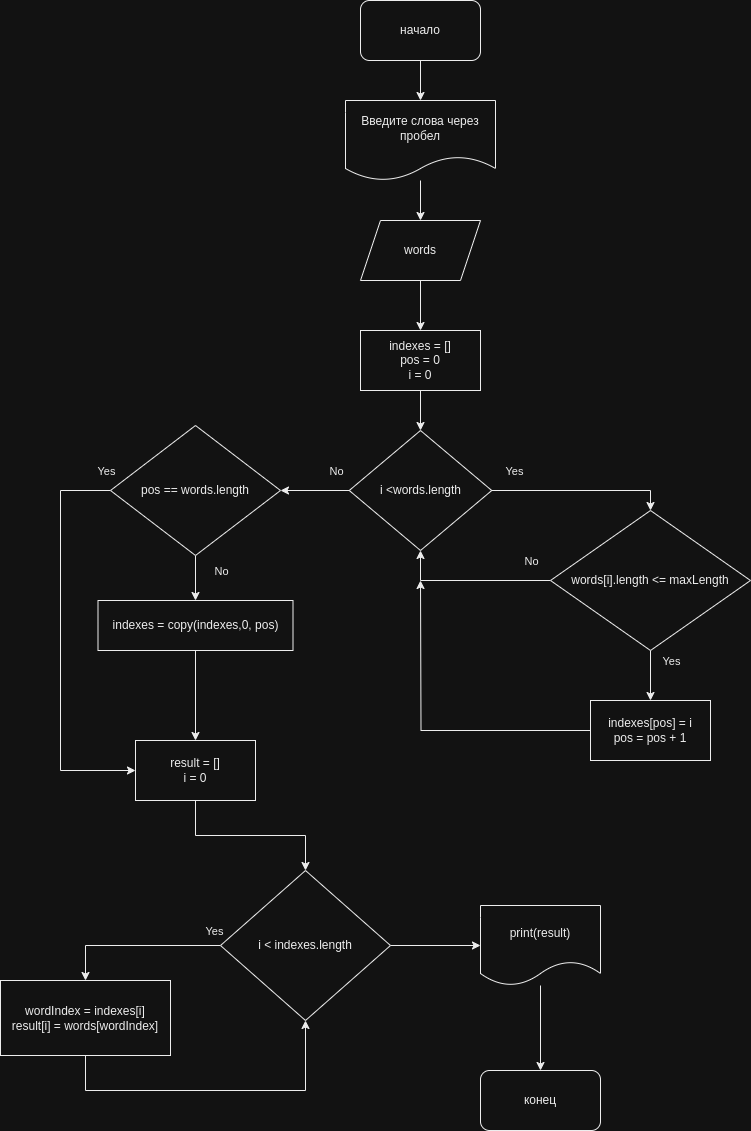 начало
Введите слова через
пробел
words
indexes = []
pos = 0
i = 0
i <words.length
No
Yes
pos == words.length
Yes
No
words[i].length <= maxLength
No
Yes
indexes = copy(indexes,0, pos)
indexes[pos] = i
pos = pos + 1
result = []
i = 0
i < indexes.length
Yes
print(result)
wordIndex = indexes[i]
result[i] = words[wordIndex]
конец